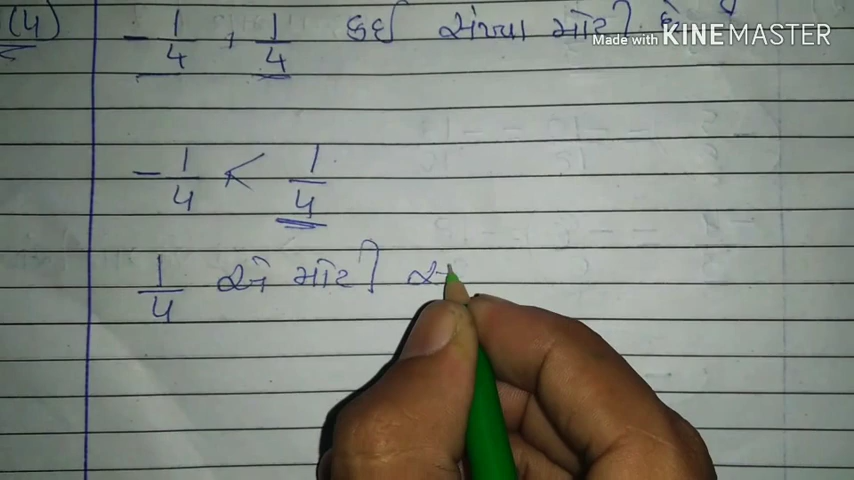 (4) -1/4 , 1/4 કઈ સંખ્યા મોટી છે ?
Made with KINEMASTER
-1/4 < 1/4
1/4 એ મોટી સં